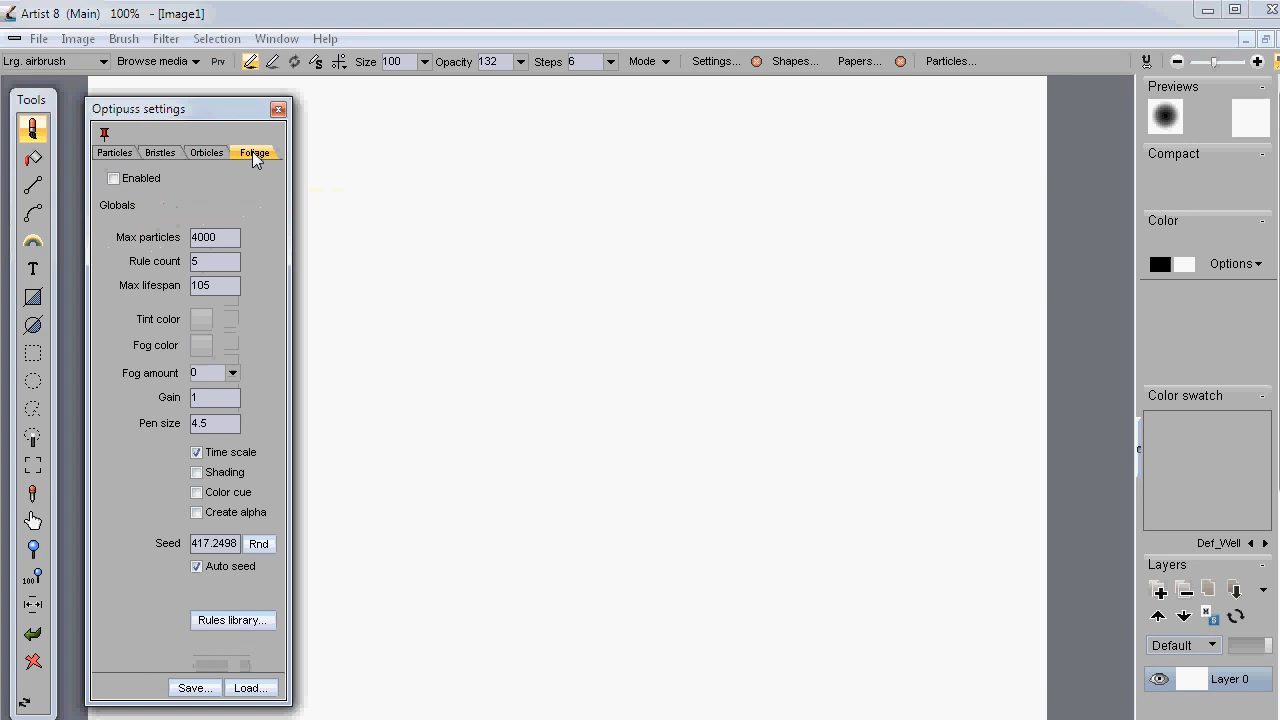 Artist 8 (Main) 100% - [Image1]
File Image Brush Filter Selection Window Help
Lrg. airbrush Browse media Prv Size 100 Opacity 132 Steps 6 Mode Settings... Shapes... Papers... Particles...
Tools
T
100
Optipuss settings
Particles Bristles Orbicles Foliage
Enabled
Globals
Max particles 4000
Rule count 5
Max lifespan 105
Tint color
Fog color
Fog amount 0
Gain 1
Pen size 4.5
Time scale
Shading
Color cue
Create alpha
Seed 417.2498 Rnd
Auto seed
Rules library...
Save... Load...
Previews
Compact
Color
Options
Color swatch
Def_Well
Layers
M
S
Default
Layer 0